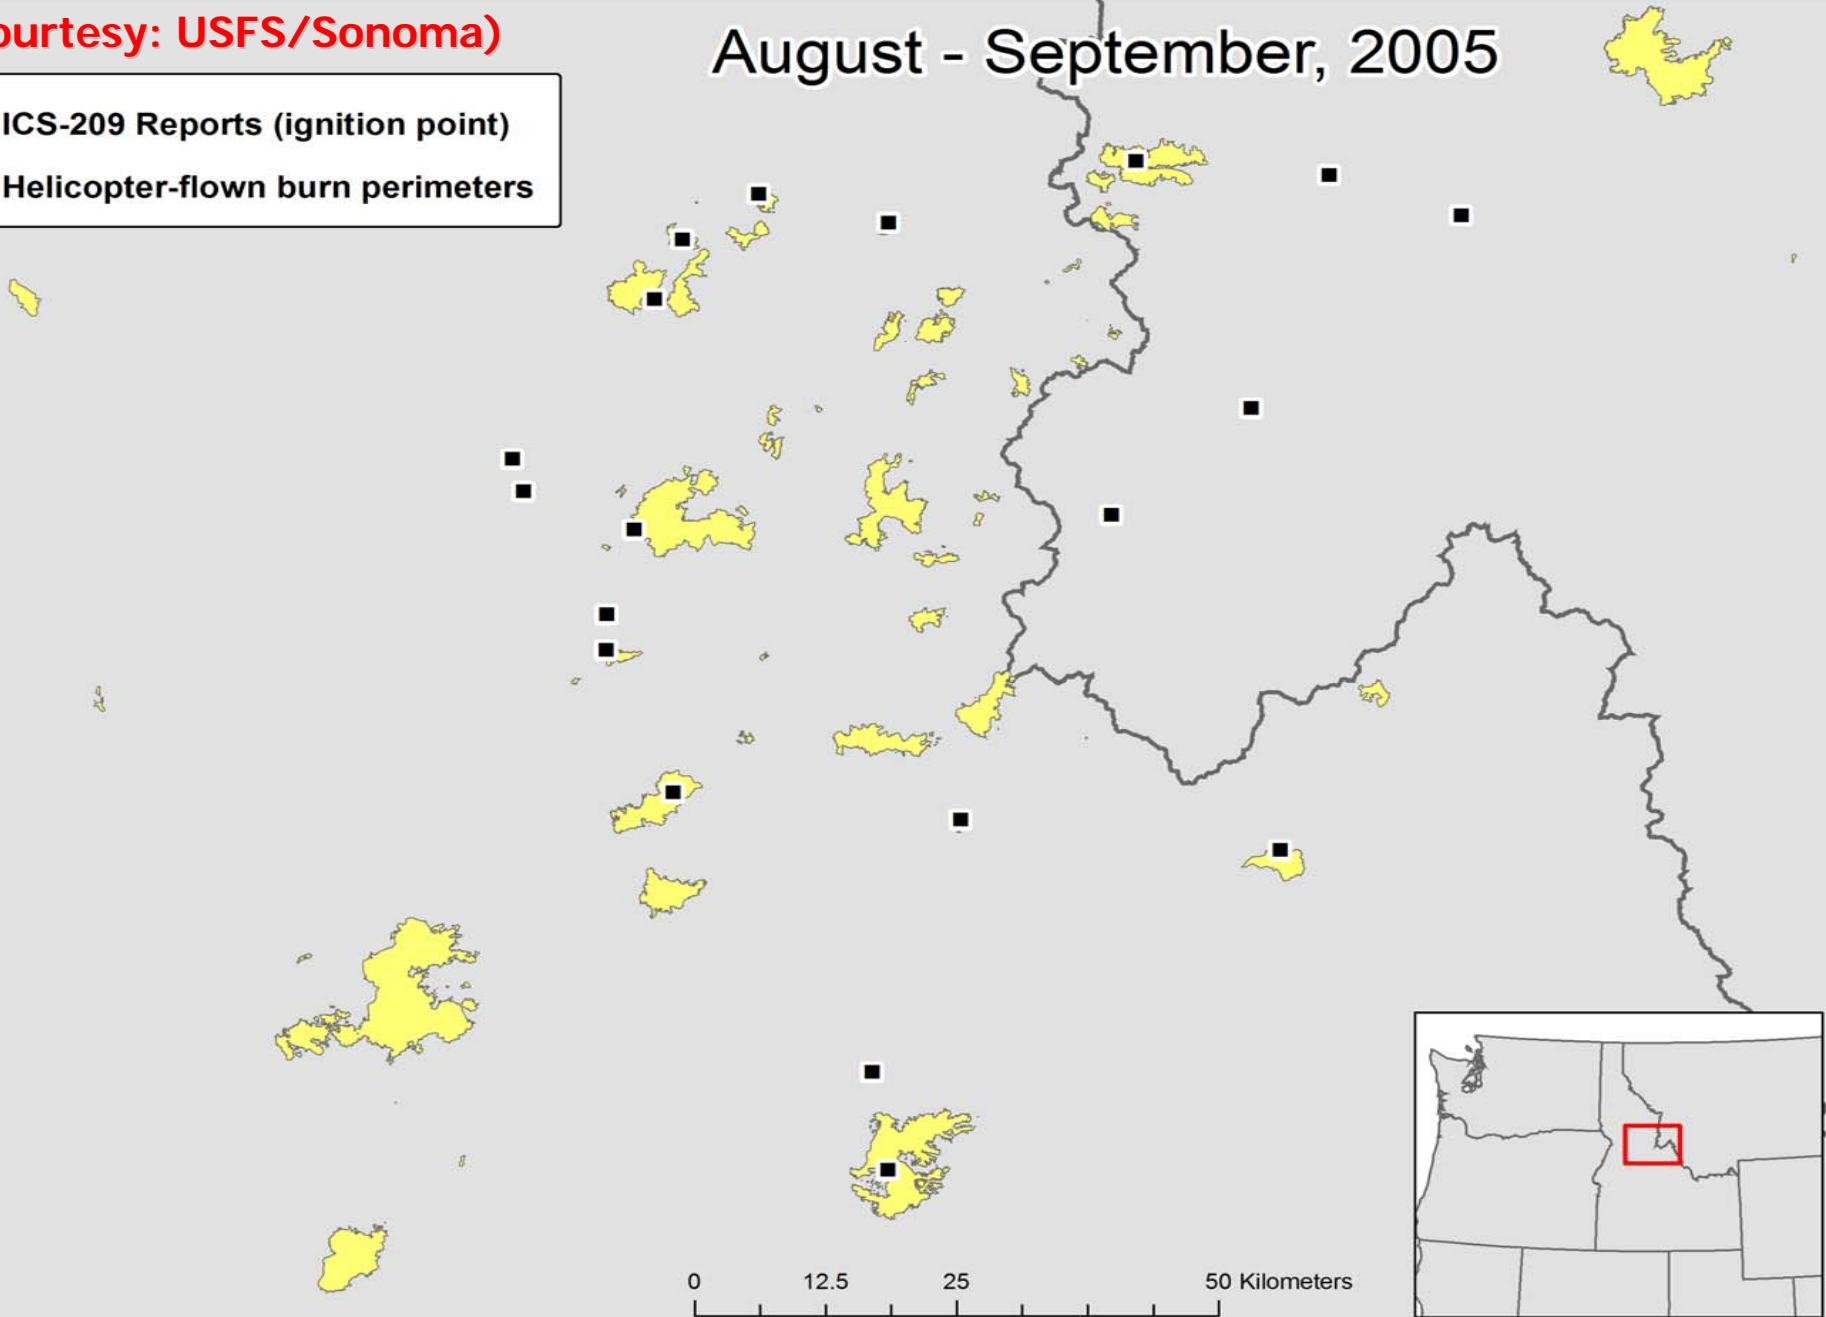 ourtesy: USFS/Sonoma)
August - September, 2005
ICS-209 Reports (ignition point)
Helicopter-flown burn perimeters
0 12.5 25 50 Kilometers